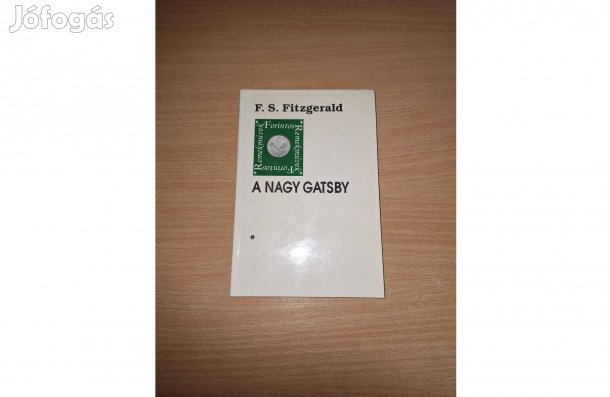 Jófogás
F. S. Fitzgerald
Forintos
Remekművek
Remekművek
Forintos
A NAGY GATSBY
*